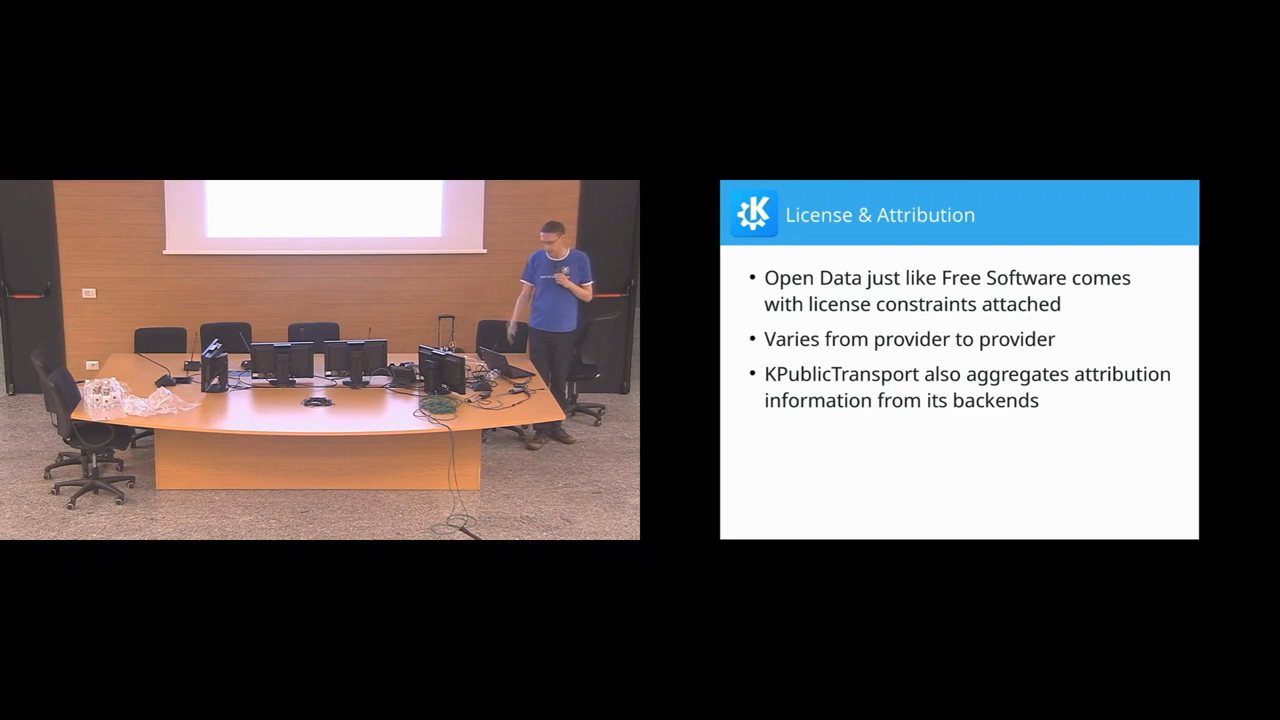 License & Attribution
• Open Data just like Free Software comes
with license constraints attached
• Varies from provider to provider
• KPublicTransport also aggregates attribution
information from its backends